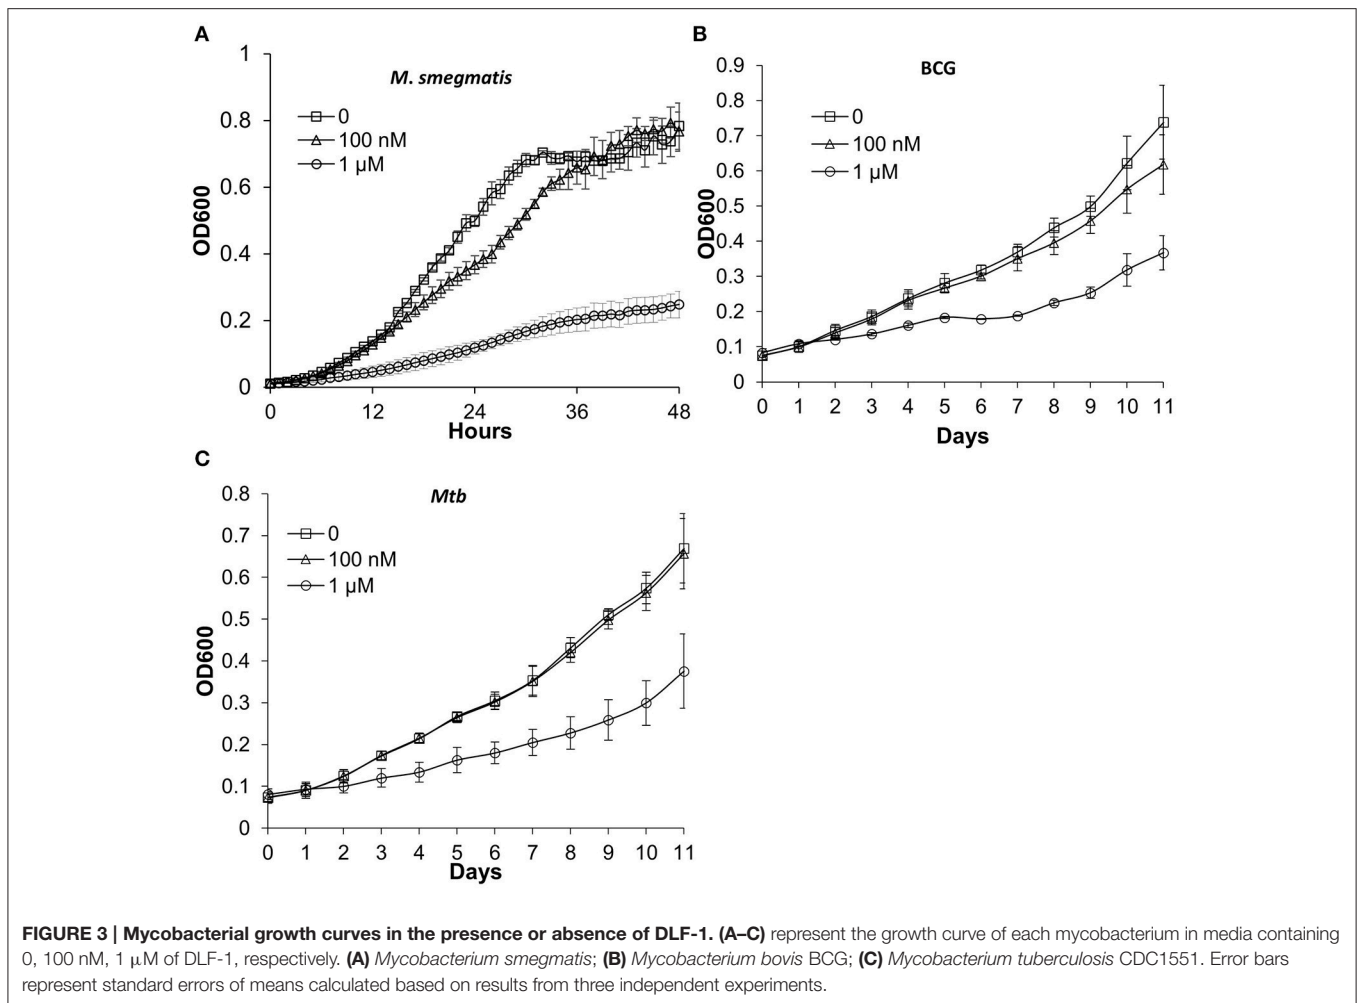 A
M. smegmatis
0
100 nM
1 µM
OD600
1
0.8
0.6
0.4
0.2
0
0 12 24 36 48
Hours
B
BCG
0
100 nM
1 µM
OD600
0.9
0.8
0.7
0.6
0.5
0.4
0.3
0.2
0.1
0
0 1 2 3 4 5 6 7 8 9 10 11
Days
C
Mtb
0
100 nM
1 µM
OD600
0.8
0.7
0.6
0.5
0.4
0.3
0.2
0.1
0
0 1 2 3 4 5 6 7 8 9 10 11
Days
FIGURE 3 | Mycobacterial growth curves in the presence or absence of DLF-1. (A–C) represent the growth curve of each mycobacterium in media containing
0, 100 nM, 1 µM of DLF-1, respectively. (A) Mycobacterium smegmatis; (B) Mycobacterium bovis BCG; (C) Mycobacterium tuberculosis CDC1551. Error bars
represent standard errors of means calculated based on results from three independent experiments.